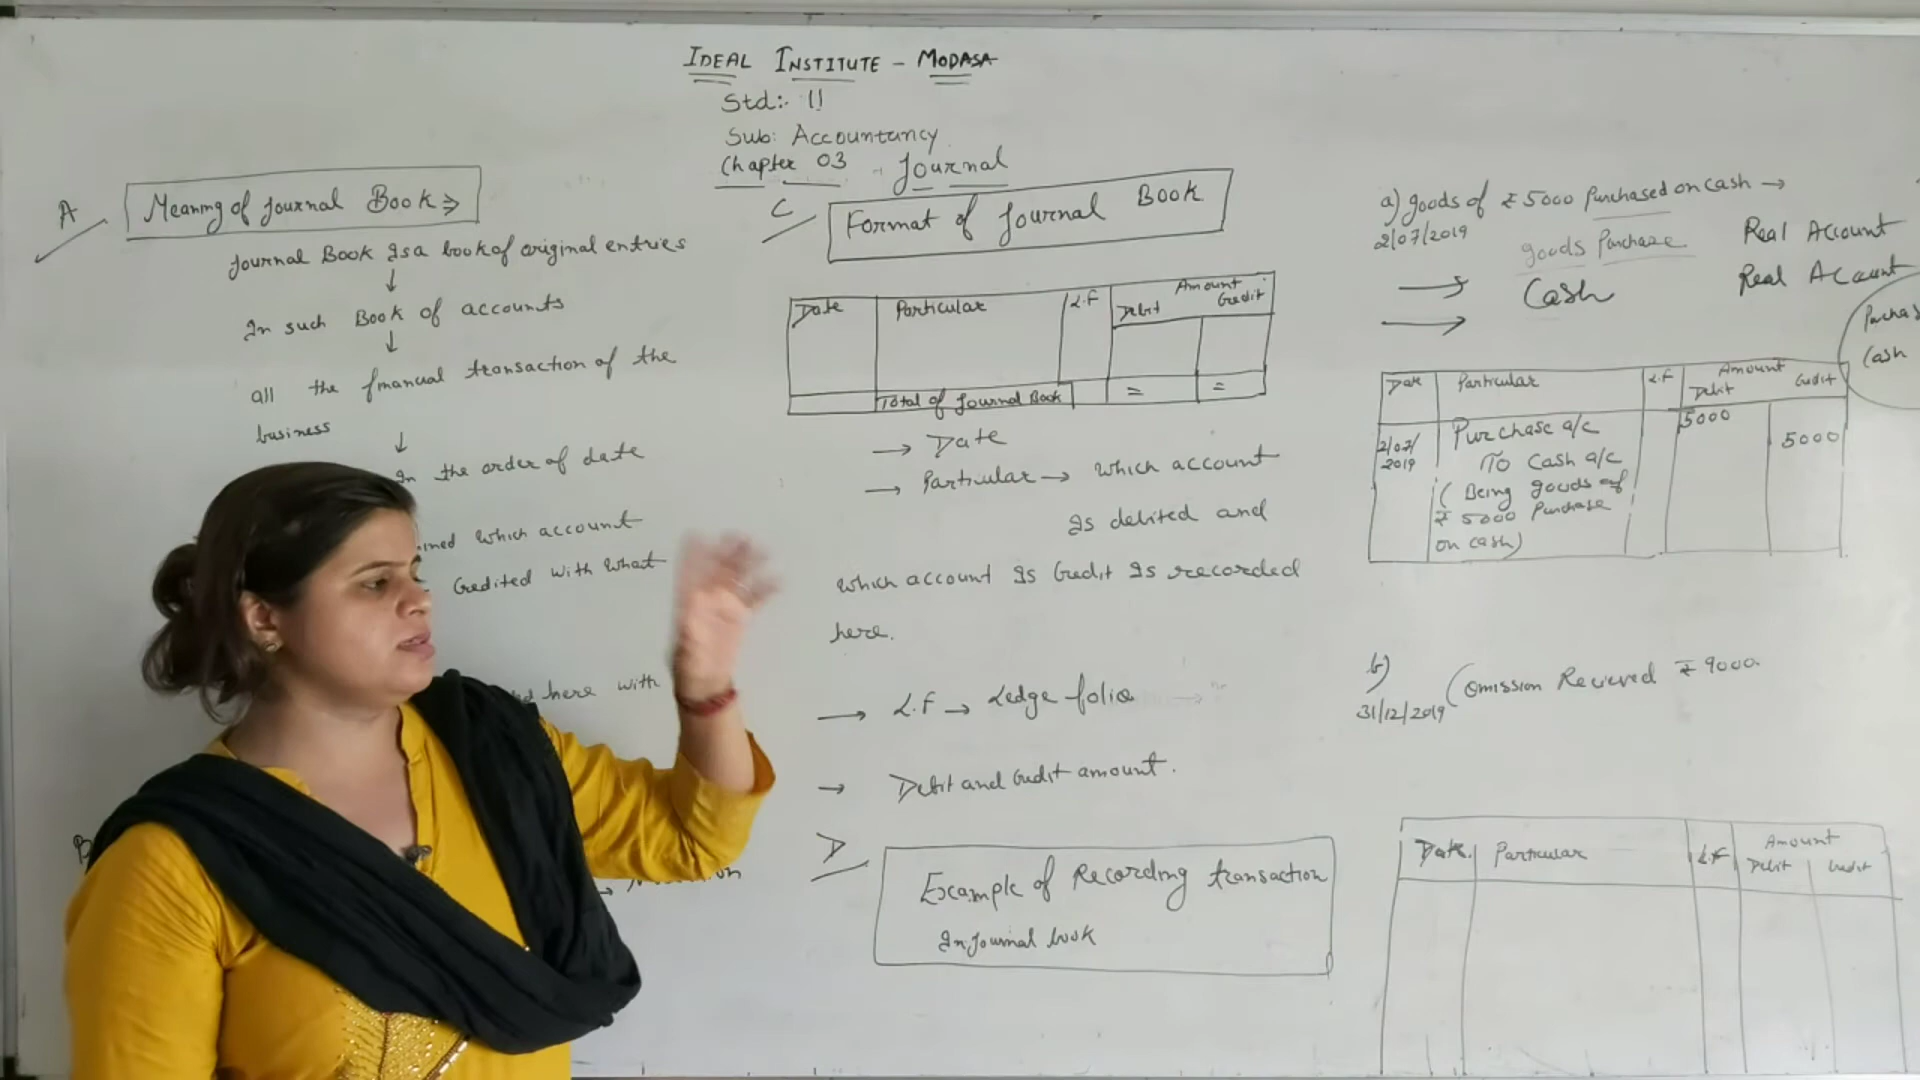 IDEAL INSTITUTE - MODASA
Std:- 11
Sub: Accountancy
Chapter 03 - Journal
A
Meaning of Journal Book =>
Journal Book Is a book of original entries
↓
In such Book of accounts
↓
all the financial transaction of the
business
↓
In the order of date
which account
Credited with what
here with
B
C
Format of Journal Book
Date Particular L.F Amount
Debit Credit
Total of Journal Book = =
→ Date
→ Particular → which account
Is debited and
which account Is Credit Is recorded
here.
→ L.F → Ledge folio
→ Debit and Credit amount.
D
Example of Recording transaction
In Journal book
a) goods of ₹ 5000 Purchased on cash →
2/07/2019
goods Purchase Real Account
→ Cash Real Account
→
Cash
Date Particular L.F Amount
Debit Credit
2/07/
2019
Purchase a/c 5000
To Cash a/c 5000
( Being goods of
₹ 5000 Purchase
on cash)
b)
31/12/2019
Comission Recieved ₹ 9000
Date Particular L.F Amount
Debit Credit